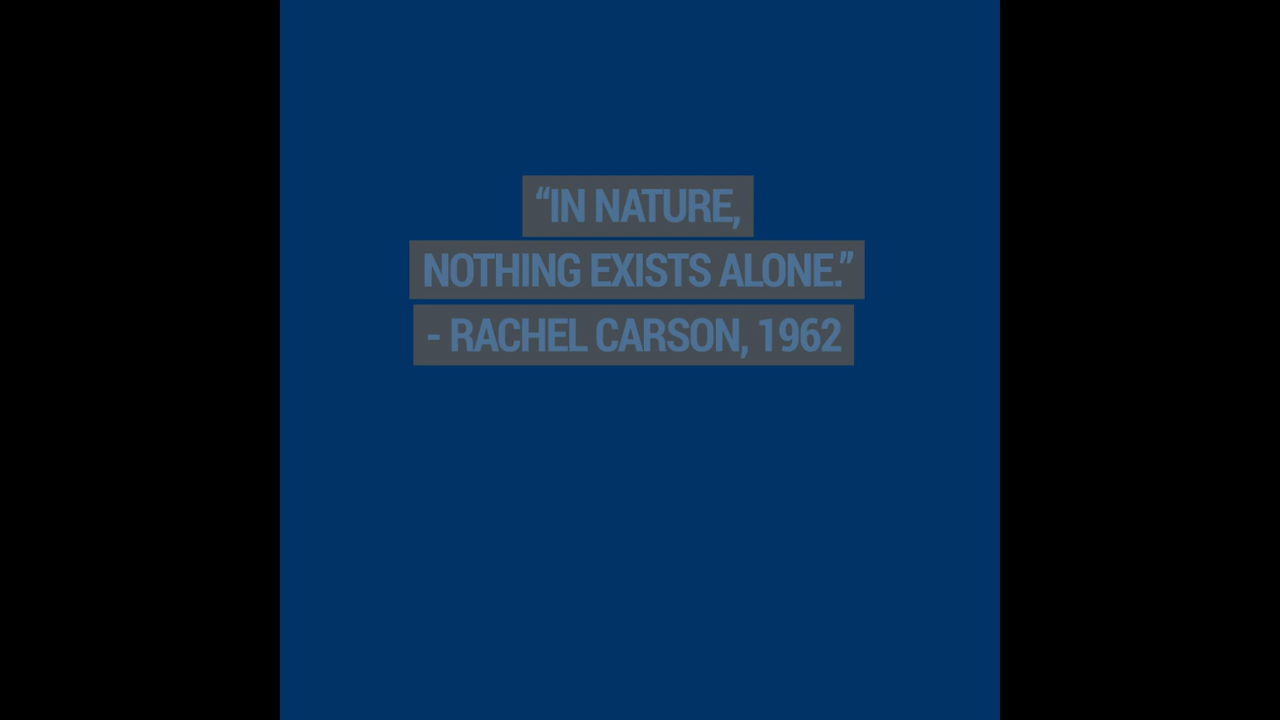 “IN NATURE,
NOTHING EXISTS ALONE.”
- RACHEL CARSON, 1962